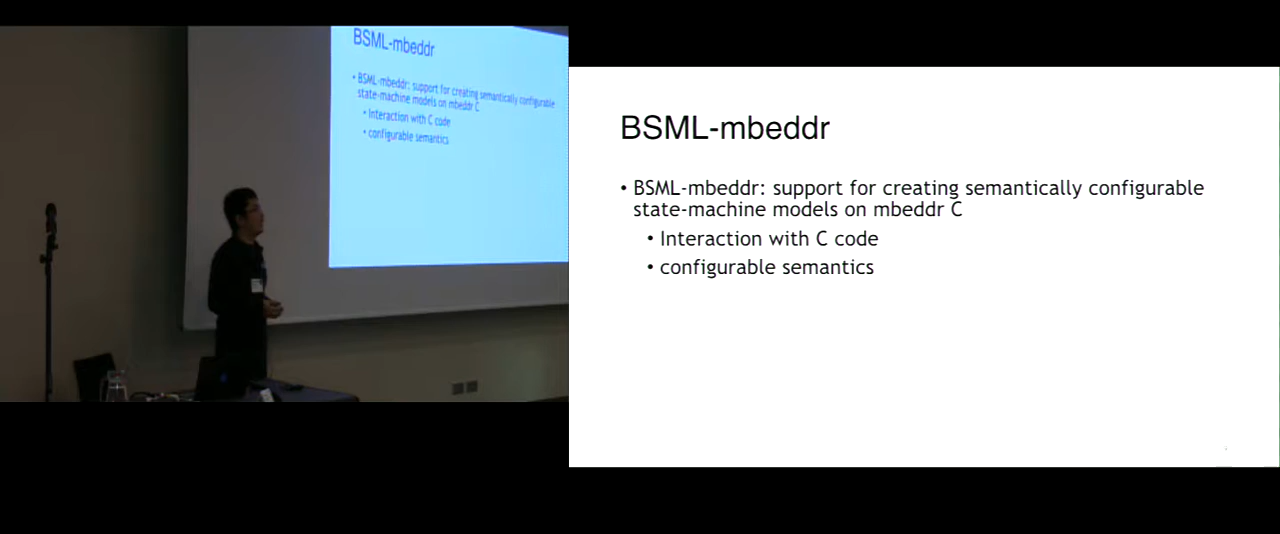 BSML-mbeddr
• BSML-mbeddr: support for creating semantically configurable
state-machine models on mbeddr C
• Interaction with C code
• configurable semantics
BSML-mbeddr
• BSML-mbeddr: support for creating semantically configurable
state-machine models on mbeddr C
• Interaction with C code
• configurable semantics